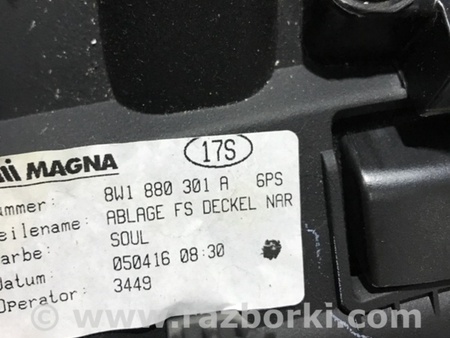 MAGNA
17S
ummer: 8W1 880 301 A 6PS
eilename: ABLAGE FS DECKEL NAR
arbe: SOUL
Datum: 050416 08:30
Operator: 3449
© www.razborki.com/